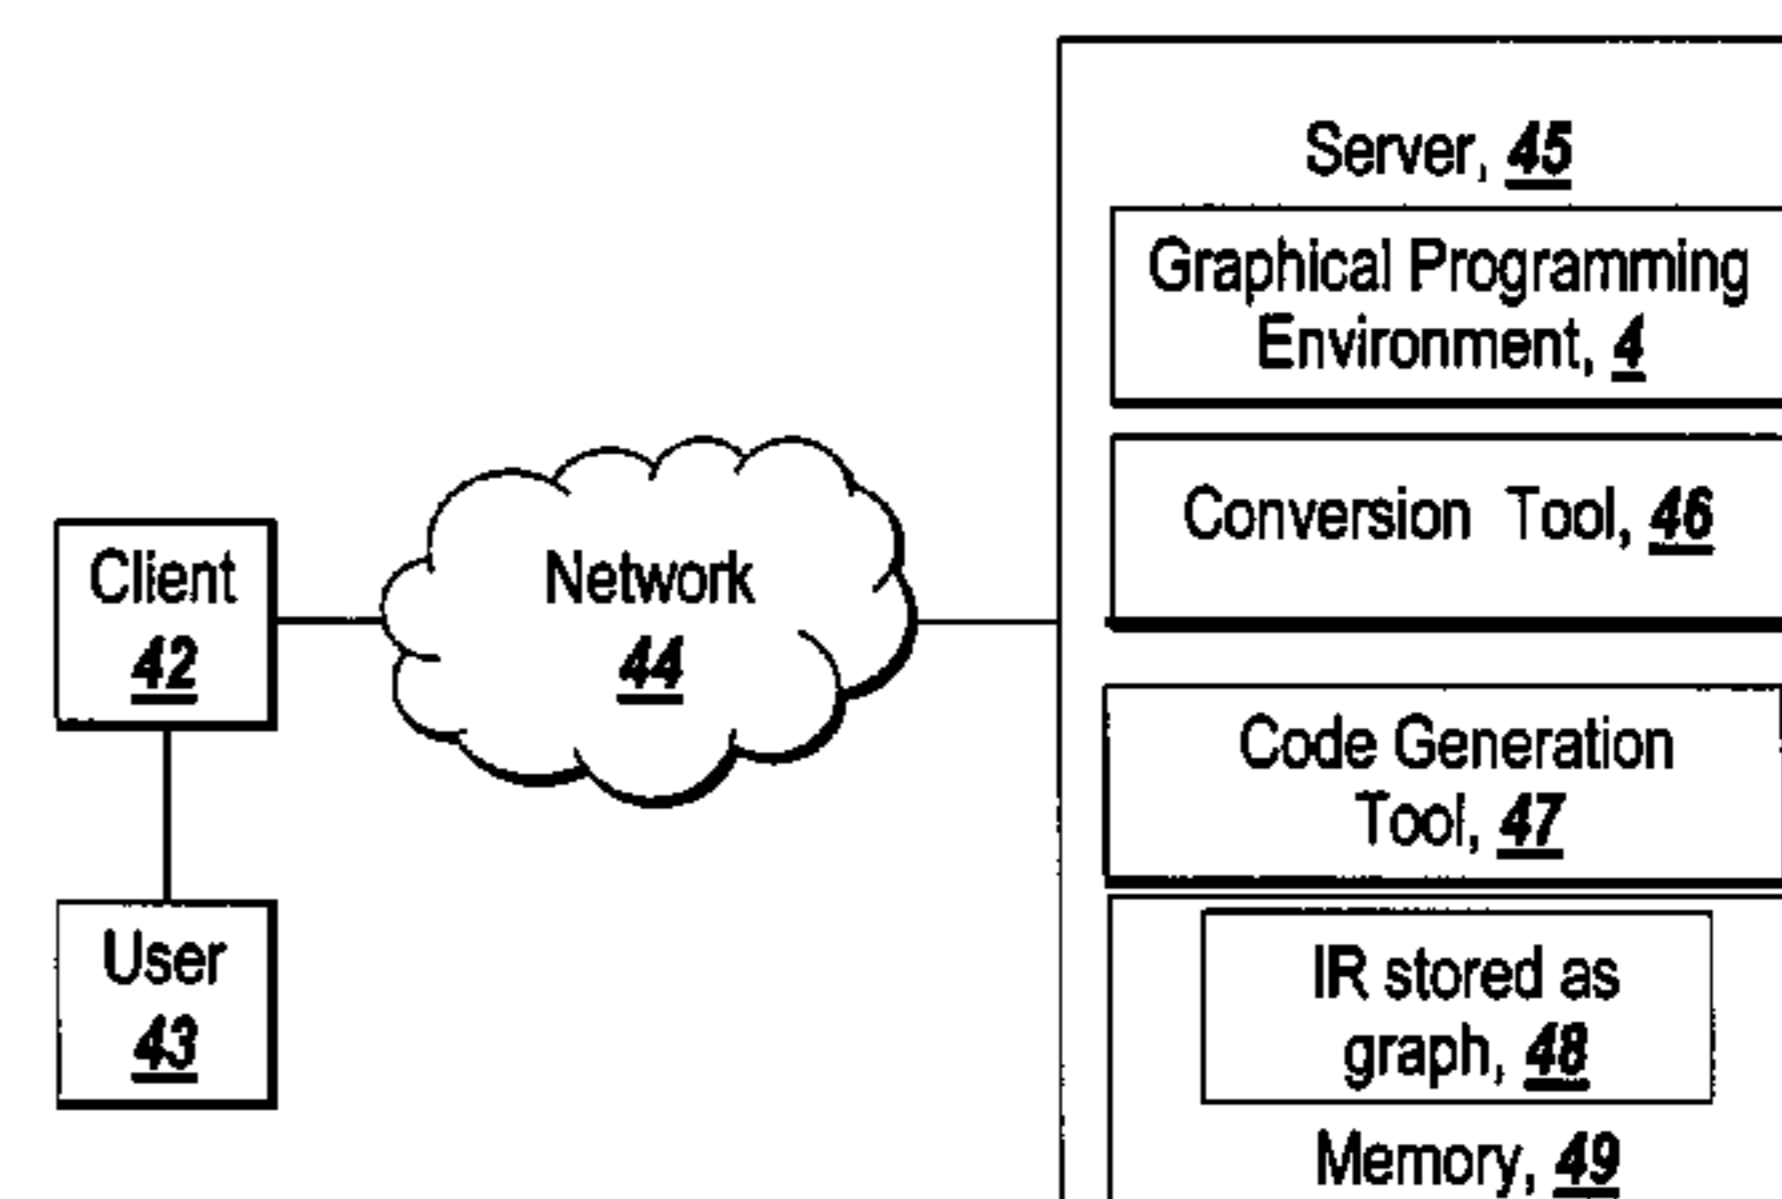 Server, 45
Graphical Programming
Environment, 4
Conversion Tool, 46
Client
42
Network
44
Code Generation
Tool, 47
User
43
IR stored as
graph, 48
Memory, 49